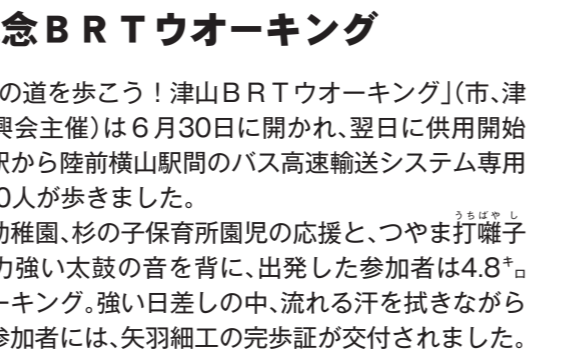 念ＢＲＴウオーキング
の道を歩こう！津山ＢＲＴウオーキング」（市、津
興会主催）は６月30日に開かれ、翌日に供用開始
駅から陸前横山駅間のバス高速輸送システム専用
0人が歩きました。
幼稚園、杉の子保育所園児の応援と、つやま打囃子
うちばやし
力強い太鼓の音を背に、出発した参加者は4.8㌔
ーキング。強い日差しの中、流れる汗を拭きながら
参加者には、矢羽細工の完歩証が交付されました。